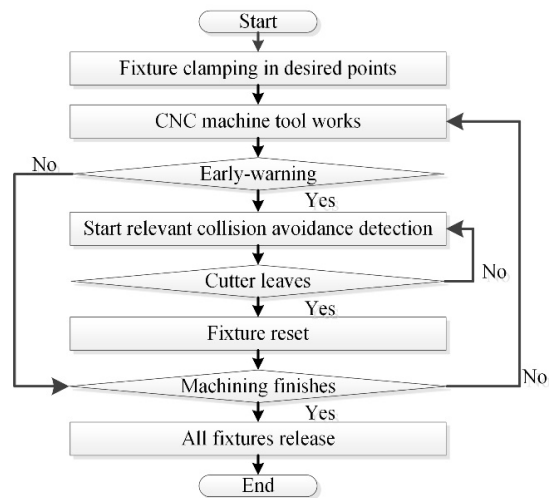 Start
Fixture clamping in desired points
CNC machine tool works
No
Early-warning
Yes
Start relevant collision avoidance detection
No
Cutter leaves
Yes
Fixture reset
Machining finishes
No
Yes
All fixtures release
End